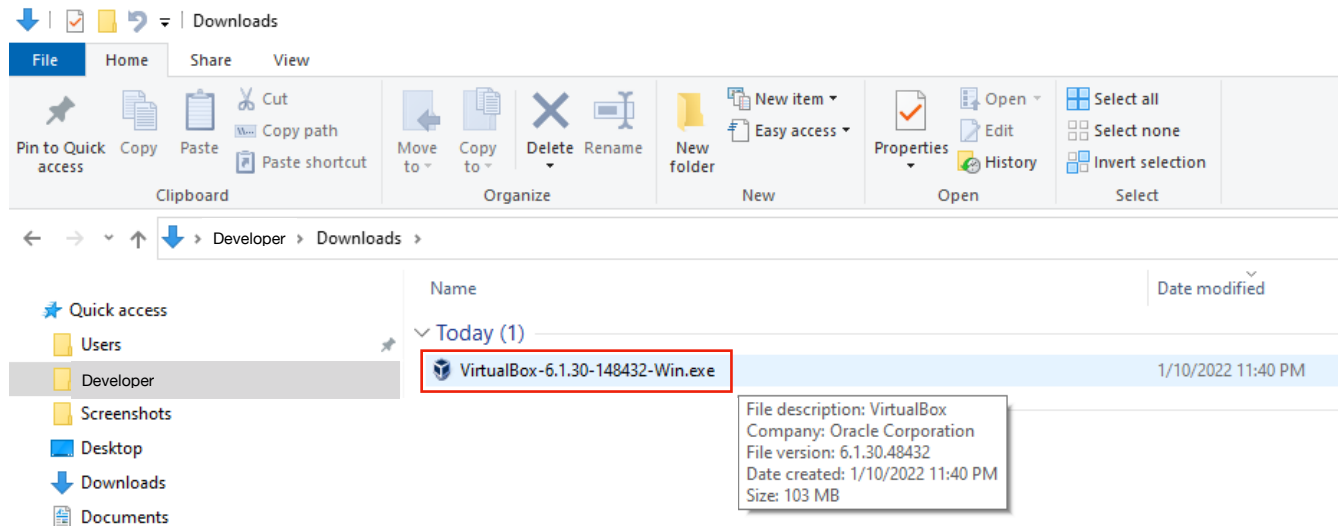 Downloads
File Home Share View
Pin to Quick access
Copy
Paste
Cut
Copy path
Paste shortcut
Clipboard
Move to
Copy to
Delete
Rename
Organize
New folder
New item
Easy access
New
Properties
Open
Edit
History
Open
Select all
Select none
Invert selection
Select
Developer > Downloads >
Name Date modified
Quick access
Users
Developer
Screenshots
Desktop
Downloads
Documents
Today (1)
VirtualBox-6.1.30-148432-Win.exe 1/10/2022 11:40 PM
File description: VirtualBox
Company: Oracle Corporation
File version: 6.1.30.48432
Date created: 1/10/2022 11:40 PM
Size: 103 MB